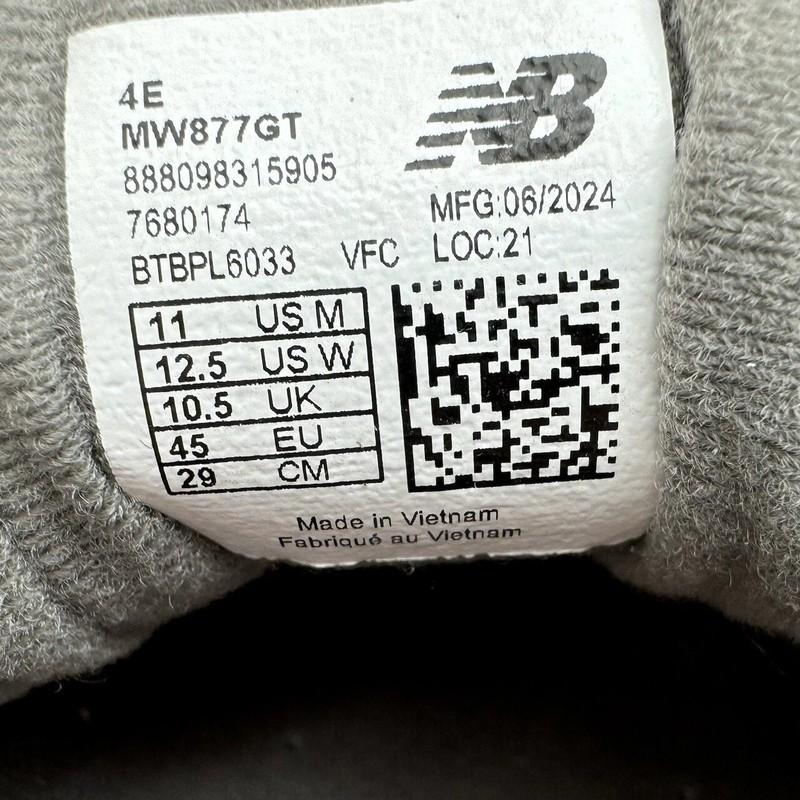 4E
NB
MW877GT
888098315905
7680174
MFG:06/2024
BTBPL6033 VFC LOC:21
11 US M
12.5 US W
10.5 UK
45 EU
29 CM
Made in Vietnam
Fabriqué au Vietnam